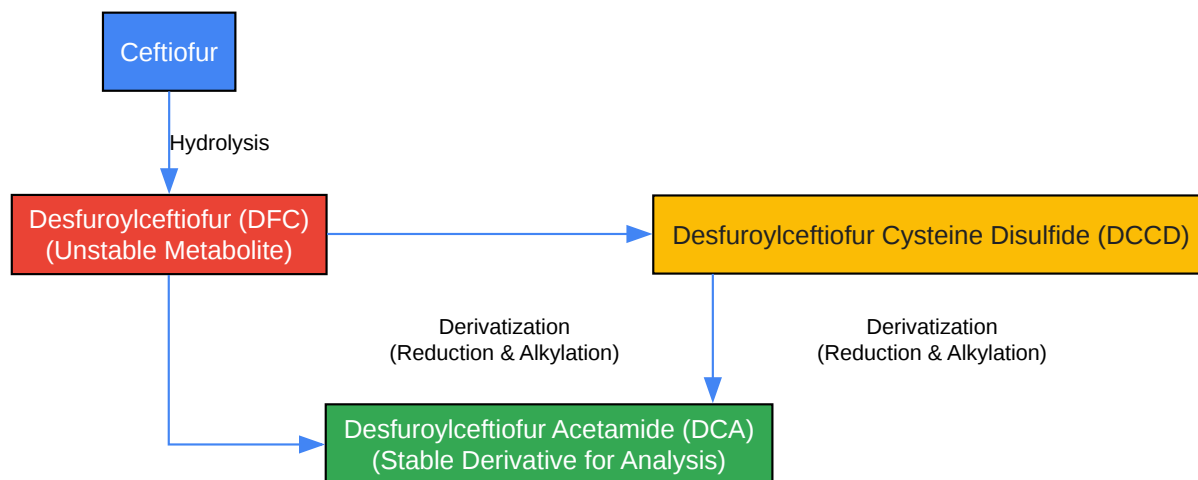 Ceftiofur
Hydrolysis
Desfuroylceftiofur (DFC)
(Unstable Metabolite)
Desfuroylceftiofur Cysteine Disulfide (DCCD)
Derivatization
(Reduction & Alkylation)
Derivatization
(Reduction & Alkylation)
Desfuroylceftiofur Acetamide (DCA)
(Stable Derivative for Analysis)